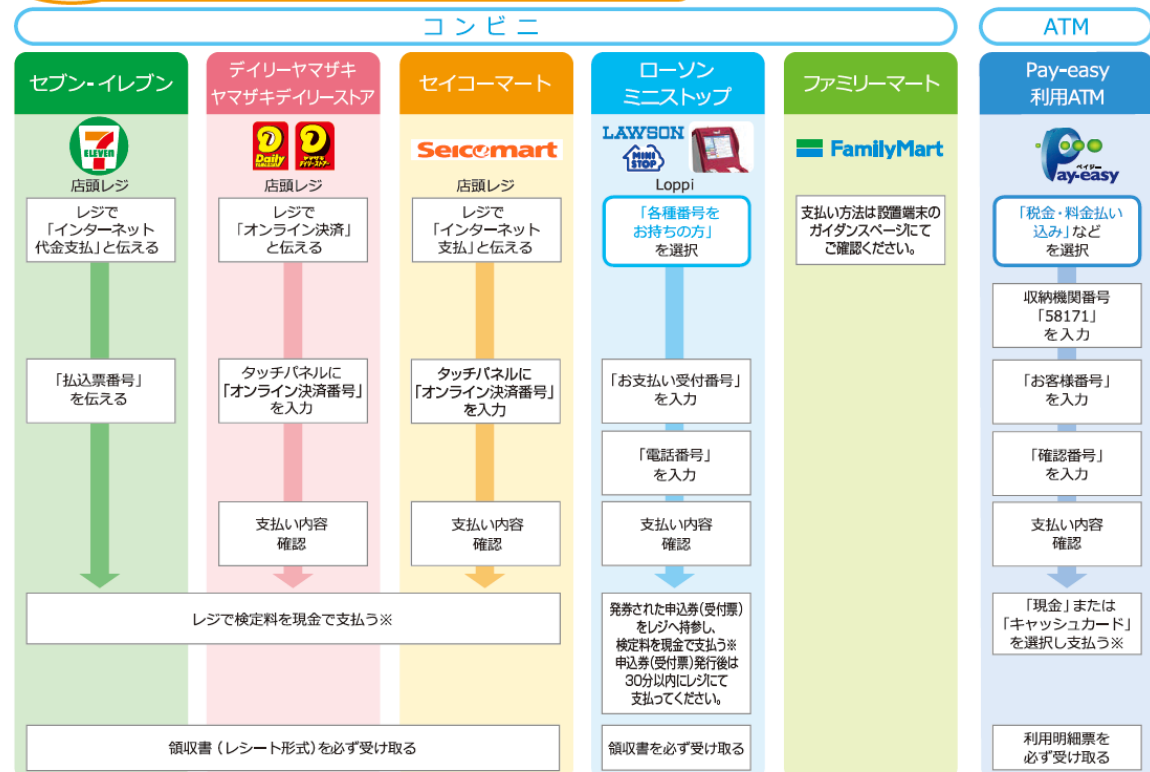 コンビニ
ATM
セブン-イレブン
デイリーヤマザキ
ヤマザキデイリーストア
セイコーマート
ローソン
ミニストップ
ファミリーマート
Pay-easy
利用ATM
7
ELEVEN
店頭レジ
Daily
YAMAZAKI
ヤマザキ
デイリーストアー
店頭レジ
Seicomart
店頭レジ
LAWSON
MINI
STOP
Loppi
FamilyMart
ペイジー
Pay-easy
レジで
「インターネット
代金支払」と伝える
レジで
「オンライン決済」
と伝える
レジで
「インターネット
支払」と伝える
「各種番号を
お持ちの方」
を選択
支払い方法は設置端末の
ガイダンスページにて
ご確認ください。
「税金・料金払い
込み」など
を選択
収納機関番号
「58171」
を入力
「払込票番号」
を伝える
タッチパネルに
「オンライン決済番号」
を入力
タッチパネルに
「オンライン決済番号」
を入力
「お支払い受付番号」
を入力
「お客様番号」
を入力
「電話番号」
を入力
「確認番号」
を入力
支払い内容
確認
支払い内容
確認
支払い内容
確認
支払い内容
確認
レジで検定料を現金で支払う※
発券された申込券(受付票)
をレジへ持参し、
検定料を現金で支払う※
申込券(受付票)発行後は
30分以内にレジにて
支払ってください。
「現金」または
「キャッシュカード」
を選択し支払う※
領収書（レシート形式）を必ず受け取る
領収書を必ず受け取る
利用明細票を
必ず受け取る